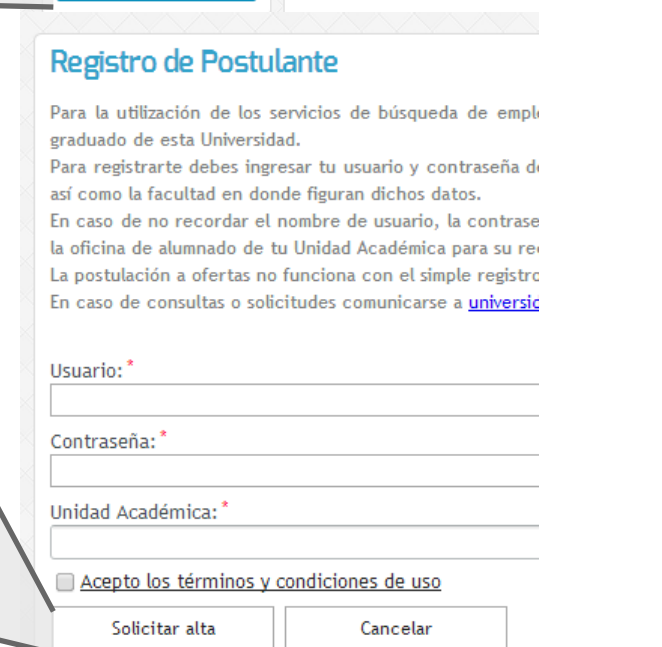 Registro de Postulante
Para la utilización de los servicios de búsqueda de
graduado de esta Universidad.
Para registrarte debes ingresar tu usuario y contraseña
así como la facultad en donde figuran dichos datos.
En caso de no recordar el nombre de usuario, la
la oficina de alumnado de tu Unidad Académica para su
La postulación a ofertas no funciona con el simple registro
En caso de consultas o solicitudes comunicarse a
Usuario: *
Contraseña: *
Unidad Académica: *
Acepto los términos y condiciones de uso
Solicitar alta
Cancelar